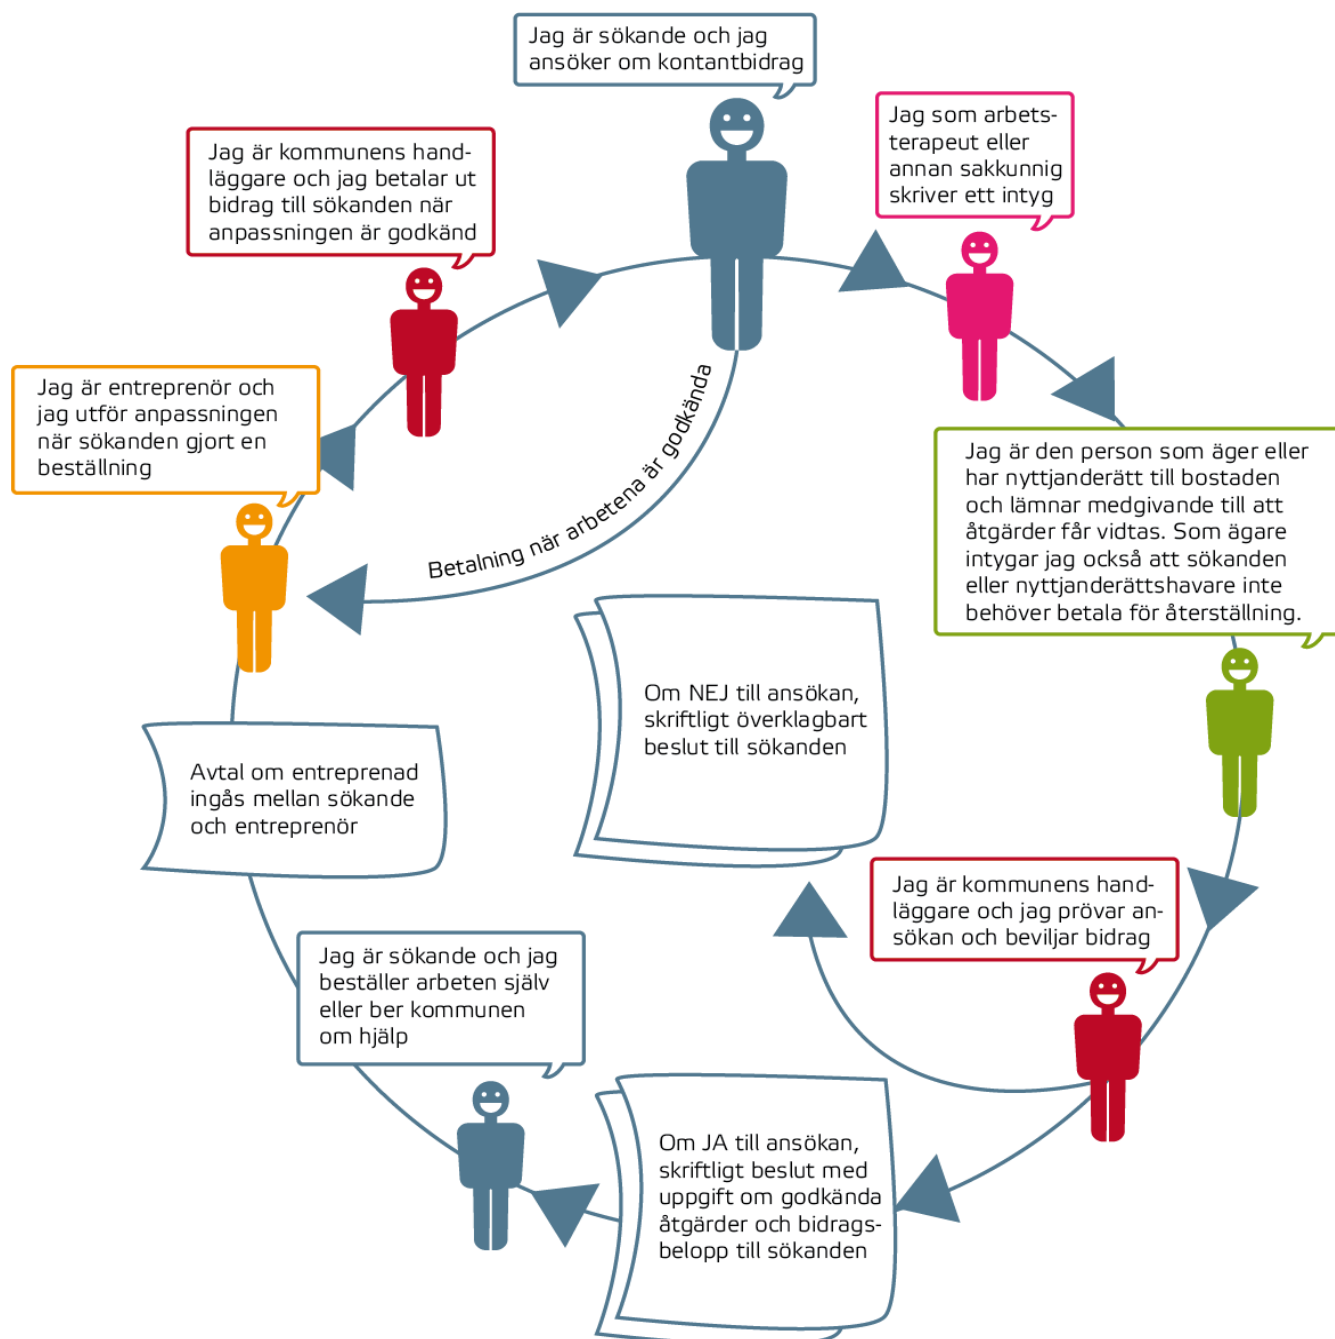 Jag är sökande och jag
ansöker om kontantbidrag
Jag som arbets-
terapeut eller
annan sakkunnig
skriver ett intyg
Jag är den person som äger eller
har nyttjanderätt till bostaden
och lämnar medgivande till att
åtgärder får vidtas. Som ägare
intygar jag också att sökanden
eller nyttjanderättshavare inte
behöver betala för återställning.
Jag är kommunens hand-
läggare och jag prövar an-
sökan och beviljar bidrag
Om NEJ till ansökan,
skriftligt överklagbart
beslut till sökanden
Om JA till ansökan,
skriftligt beslut med
uppgift om godkända
åtgärder och bidrags-
belopp till sökanden
Jag är sökande och jag
beställer arbeten själv
eller ber kommunen
om hjälp
Avtal om entreprenad
ingås mellan sökande
och entreprenör
Jag är entreprenör och
jag utför anpassningen
när sökanden gjort en
beställning
Jag är kommunens hand-
läggare och jag betalar ut
bidrag till sökanden när
anpassningen är godkänd
Betalning när arbetena är godkända